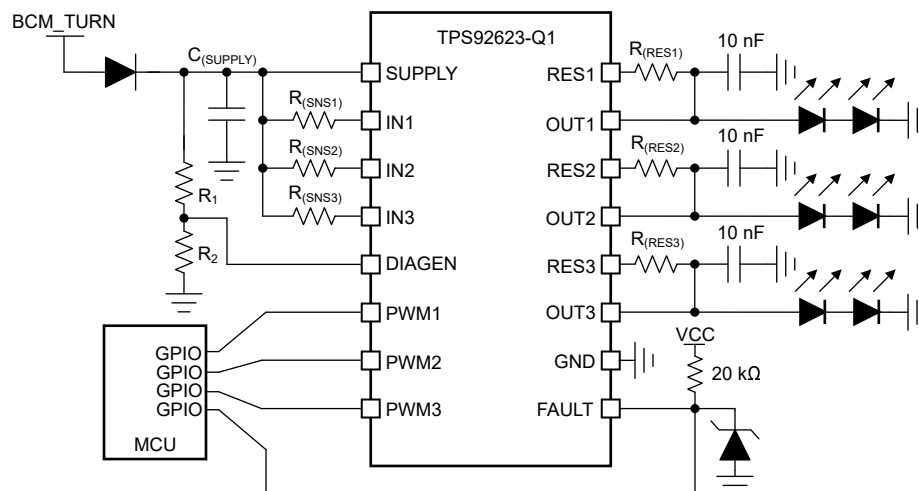 BCM_TURN
C(SUPPLY)
TPS92623-Q1
R(RES1)
10 nF
SUPPLY
RES1
R(SNS1)
IN1
OUT1
R(SNS2)
R(RES2)
10 nF
IN2
RES2
R1
R(SNS3)
IN3
OUT2
R2
R(RES3)
10 nF
DIAGEN
RES3
PWM1
OUT3
VCC
GPIO
GPIO
GPIO
GPIO
PWM2
GND
20 kΩ
PWM3
FAULT
MCU